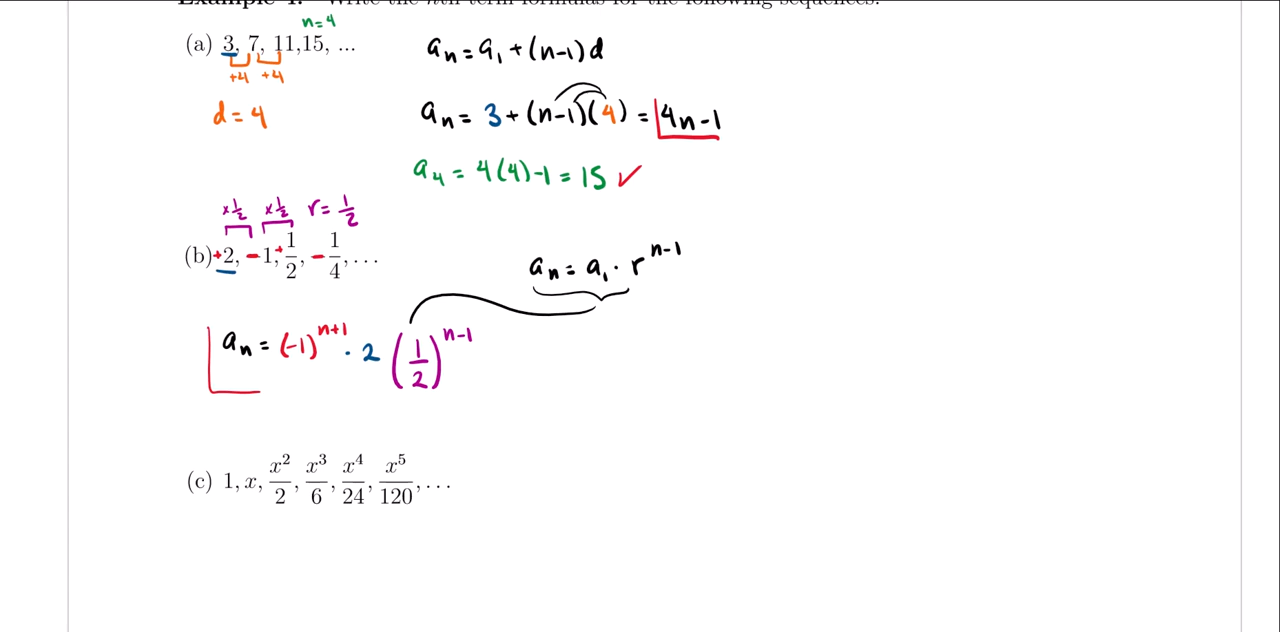 Example 4. Write the nth term formulas for the following sequences.
n=4
(a) 3, 7, 11,15, ...
+4 +4
d = 4
aₙ = a₁ + (n-1)d
aₙ = 3 + (n-1)(4) = 4n-1
a₄ = 4(4)-1 = 15 ✓
×1/2 ×1/2 r = 1/2
(b) +2, -1, +1/2, -1/4, ...
aₙ = a₁ · r^(n-1)
aₙ = (-1)^(n+1) · 2 (1/2)^(n-1)
(c) 1, x, x²/2, x³/6, x⁴/24, x⁵/120, ...